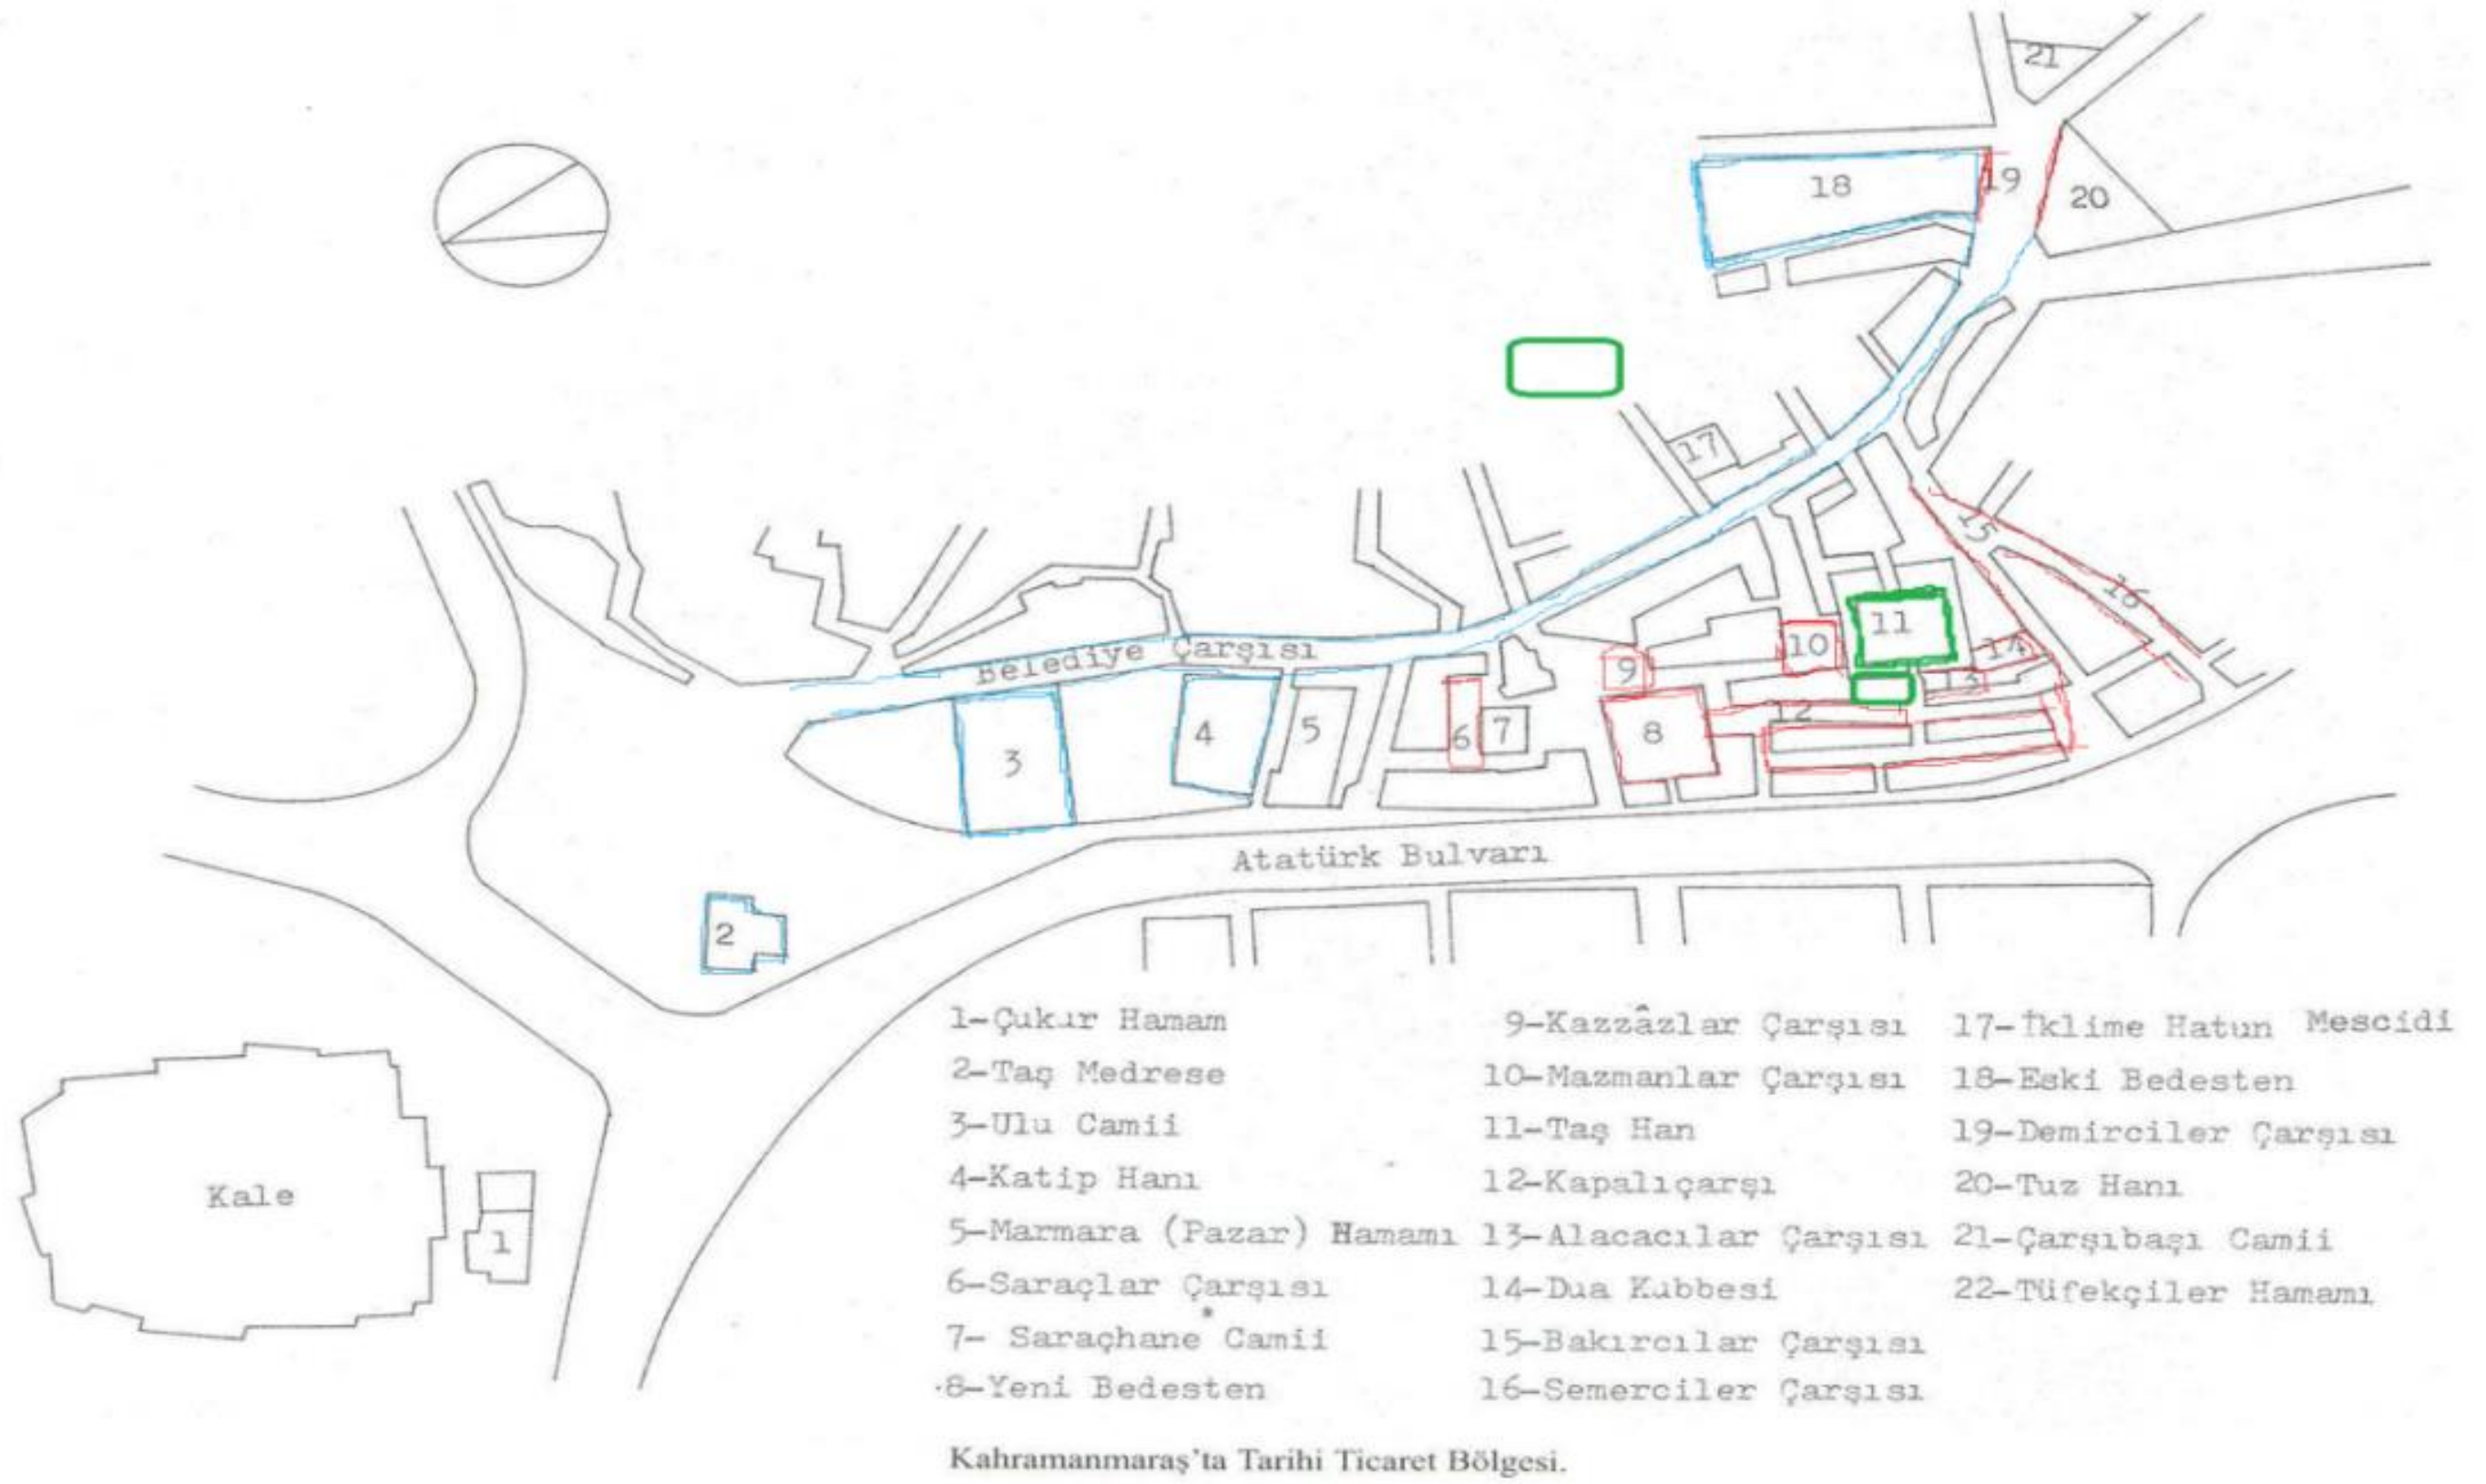 21
18
19
20
17
15
16
11
10
14
9
3
12
Belediye Çarşısı
3
4
5
6
7
8
Atatürk Bulvarı
2
Kale
1
1-Çukur Hamam
2-Taş Medrese
3-Ulu Camii
4-Katip Hanı
5-Marmara (Pazar) Hamamı
6-Saraçlar Çarşısı
7- Saraçhane Camii
8-Yeni Bedesten
9-Kazzâzlar Çarşısı
10-Mazmanlar Çarşısı
11-Taş Han
12-Kapalıçarşı
13-Alacacılar Çarşısı
14-Dua Kubbesi
15-Bakırcılar Çarşısı
16-Semerciler Çarşısı
17-İklime Hatun Mescidi
18-Eski Bedesten
19-Demirciler Çarşısı
20-Tuz Hanı
21-Çarşıbaşı Camii
22-Tüfekçiler Hamamı
Kahramanmaraş'ta Tarihi Ticaret Bölgesi.